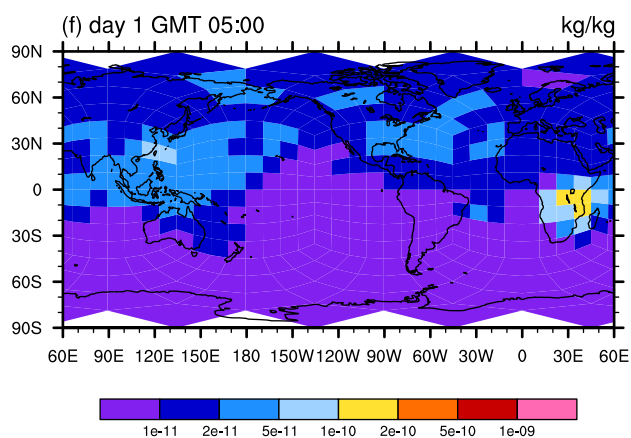 (f) day 1 GMT 05:00 kg/kg
90N
60N
30N
0
30S
60S
90S
60E 90E 120E 150E 180 150W 120W 90W 60W 30W 0 30E 60E
1e-11 2e-11 5e-11 1e-10 2e-10 5e-10 1e-09